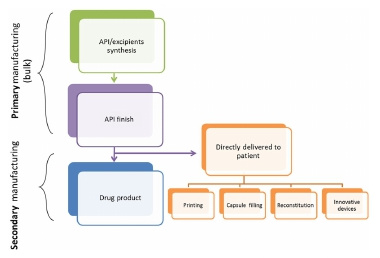 Primary manufacturing
(bulk)
API/excipients
synthesis
API finish
Secondary manufacturing
Drug product
Directly delivered to
patient
Printing
Capsule filling
Reconstitution
Innovative
devices